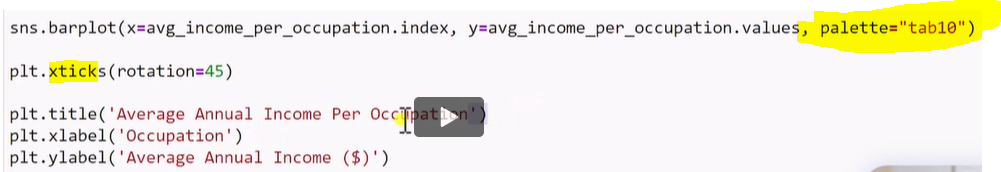 sns.barplot(x=avg_income_per_occupation.index, y=avg_income_per_occupation.values, palette="tab10")
plt.xticks(rotation=45)
plt.title('Average Annual Income Per Occupation')
plt.xlabel('Occupation')
plt.ylabel('Average Annual Income ($)')